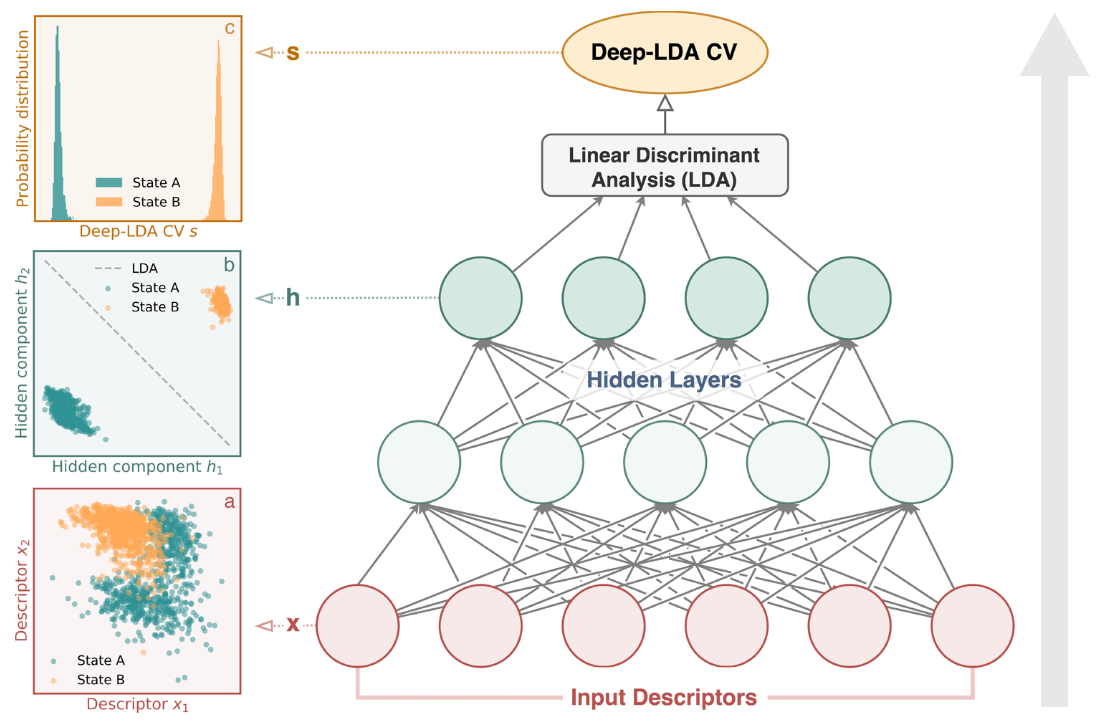 c
Probability distribution
State A
State B
Deep-LDA CV s
s
Deep-LDA CV
Linear Discriminant
Analysis (LDA)
b
Hidden component h₂
LDA
State A
State B
Hidden component h₁
h
Hidden Layers
a
Descriptor x₂
State A
State B
Descriptor x₁
x
Input Descriptors